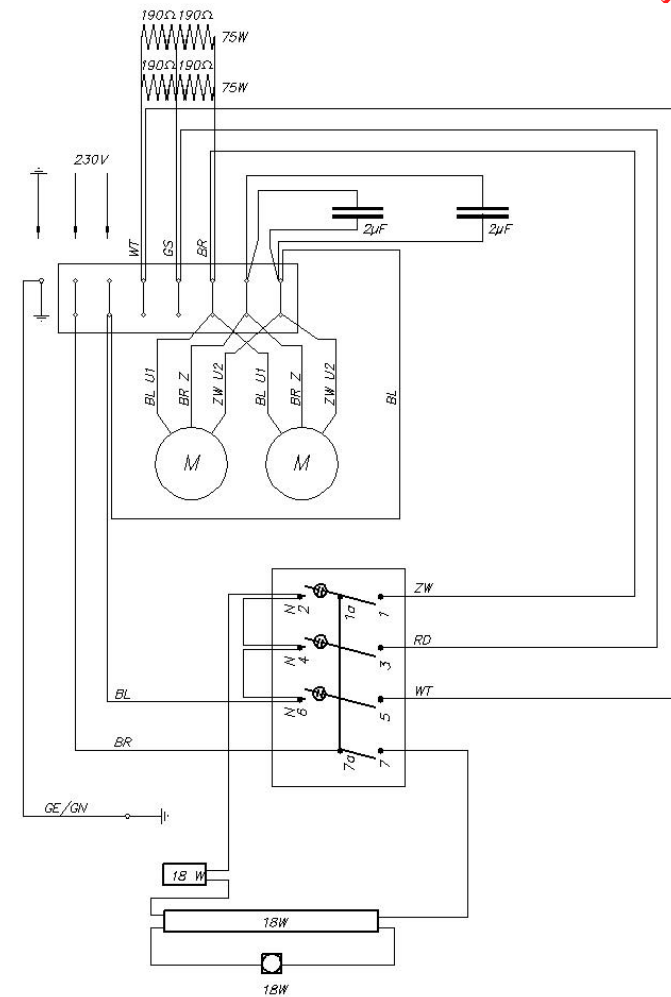 190Ω 190Ω
75W
190Ω 190Ω
75W
230V
WT
GS
BR
2µF
2µF
BL U1
BR Z
ZW U2
BL U1
BR Z
ZW U2
BL
M
M
ZW
N
2
1a
1
RD
N
4
3
WT
BL
N
6
5
BR
7a
7
GE/GN
18 W
18W
18W